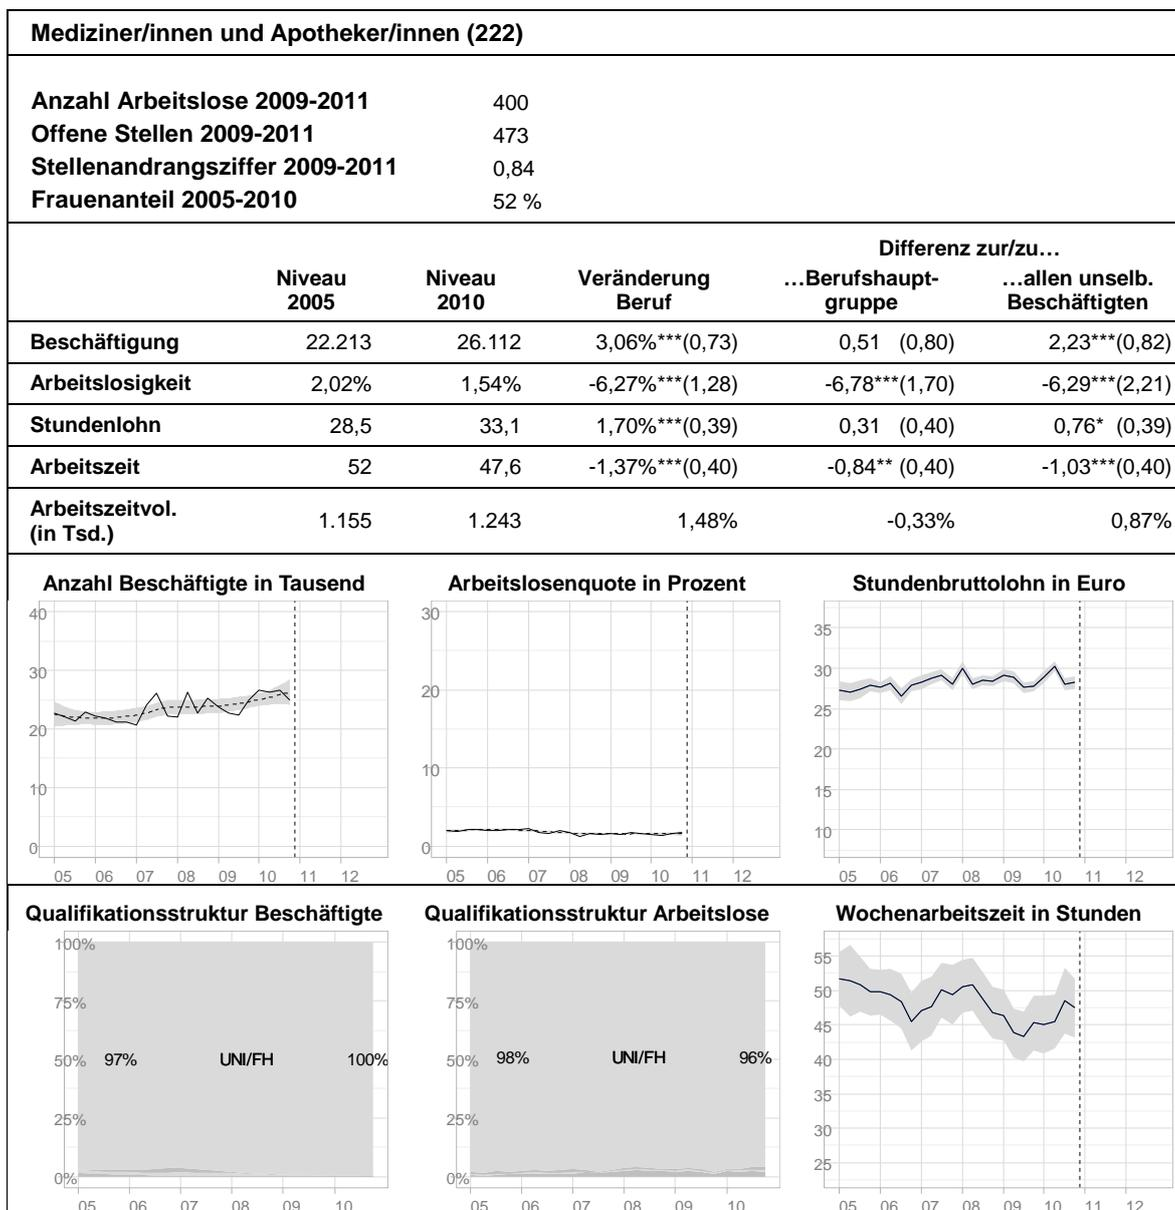 Mediziner/innen und Apotheker/innen (222)
Anzahl Arbeitslose 2009-2011 400
Offene Stellen 2009-2011 473
Stellenandrangsziffer 2009-2011 0,84
Frauenanteil 2005-2010 52 %
Differenz zur/zu…
Niveau Niveau Veränderung …Berufshaupt- …allen unselb.
2005 2010 Beruf gruppe Beschäftigten
Beschäftigung 22.213 26.112 3,06%***(0,73) 0,51 (0,80) 2,23***(0,82)
Arbeitslosigkeit 2,02% 1,54% -6,27%***(1,28) -6,78***(1,70) -6,29***(2,21)
Stundenlohn 28,5 33,1 1,70%***(0,39) 0,31 (0,40) 0,76* (0,39)
Arbeitszeit 52 47,6 -1,37%***(0,40) -0,84** (0,40) -1,03***(0,40)
Arbeitszeitvol.
(in Tsd.) 1.155 1.243 1,48% -0,33% 0,87%
Anzahl Beschäftigte in Tausend
40
30
20
10
0
05 06 07 08 09 10 11 12
Arbeitslosenquote in Prozent
30
20
10
0
05 06 07 08 09 10 11 12
Stundenbruttolohn in Euro
35
30
25
20
15
10
05 06 07 08 09 10 11 12
Qualifikationsstruktur Beschäftigte
100%
75%
50% 97% UNI/FH 100%
25%
0%
05 06 07 08 09 10
Qualifikationsstruktur Arbeitslose
100%
75%
50% 98% UNI/FH 96%
25%
0%
05 06 07 08 09 10
Wochenarbeitszeit in Stunden
55
50
45
40
35
30
25
05 06 07 08 09 10 11 12